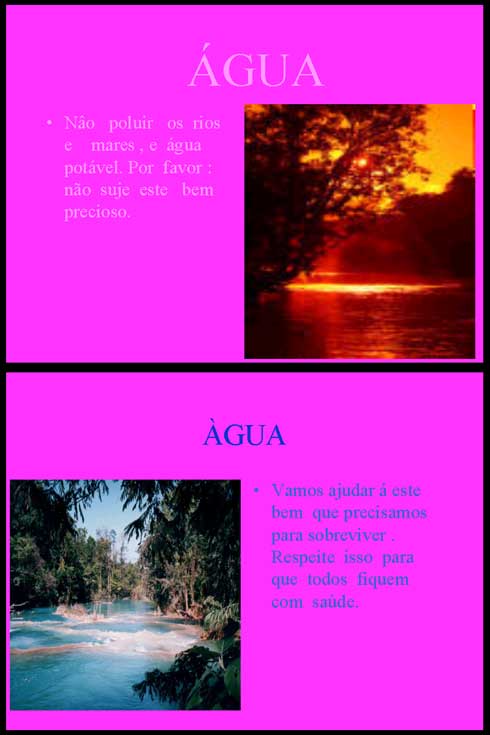 ÁGUA
• Nâo poluir os rios
e mares , e água
potável. Por favor :
não suje este bem
precioso.
ÀGUA
• Vamos ajudar á este
bem que precisamos
para sobreviver .
Respeite isso para
que todos fiquem
com saúde.